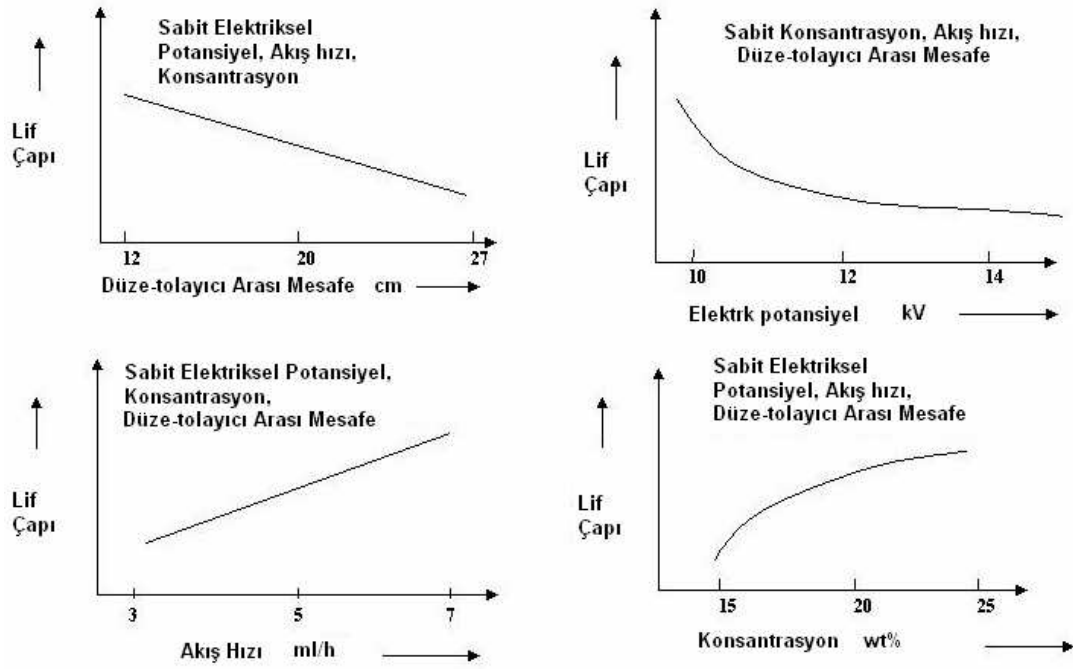 Sabit Elektriksel
Potansiyel, Akış hızı,
Konsantrasyon
Lif
Çapı
12 20 27
Düze-tolayıcı Arası Mesafe cm
Sabit Konsantrasyon, Akış hızı,
Düze-tolayıcı Arası Mesafe
Lif
Çapı
10 12 14
Elektrk potansiyel kV
Sabit Elektriksel Potansiyel,
Konsantrasyon,
Düze-tolayıcı Arası Mesafe
Lif
Çapı
3 5 7
Akış Hızı ml/h
Sabit Elektriksel
Potansiyel, Akış hızı,
Düze-tolayıcı Arası Mesafe
Lif
Çapı
15 20 25
Konsantrasyon wt%